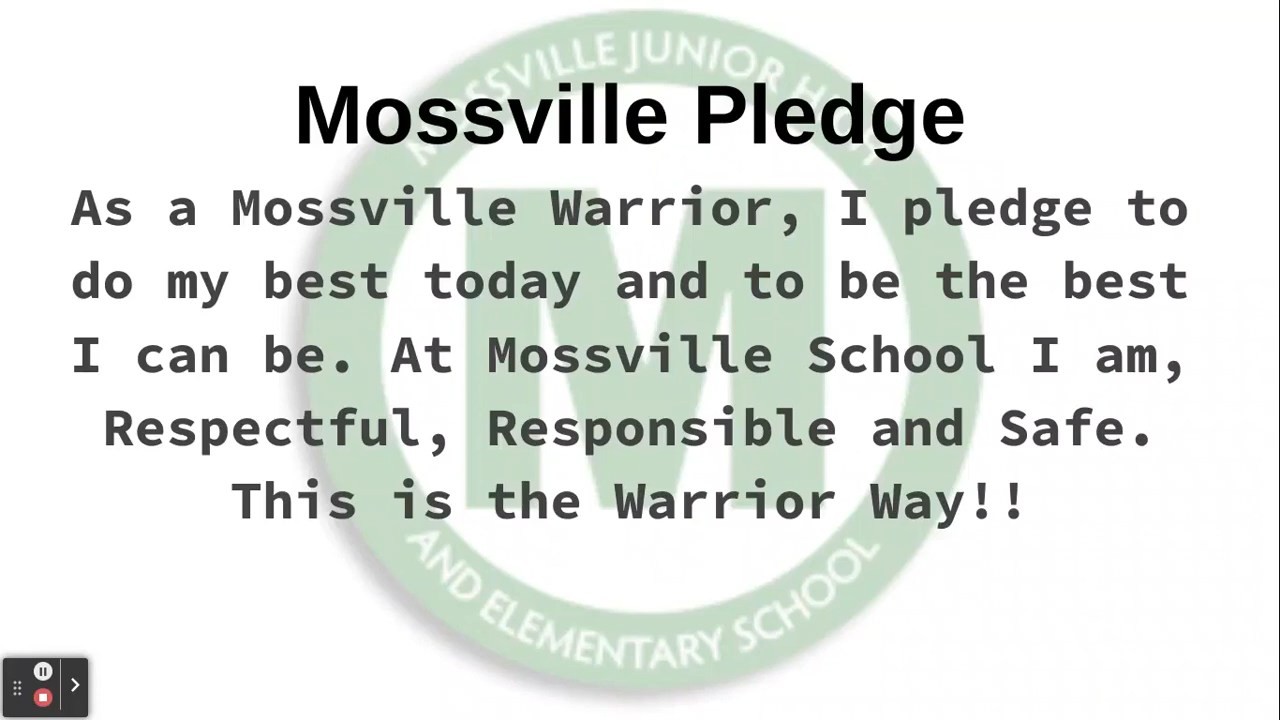 MOSSVILLE JUNIOR HIGH
Mossville Pledge
As a Mossville Warrior, I pledge to
do my best today and to be the best
I can be. At Mossville School I am,
Respectful, Responsible and Safe.
This is the Warrior Way!!
M
AND ELEMENTARY SCHOOL